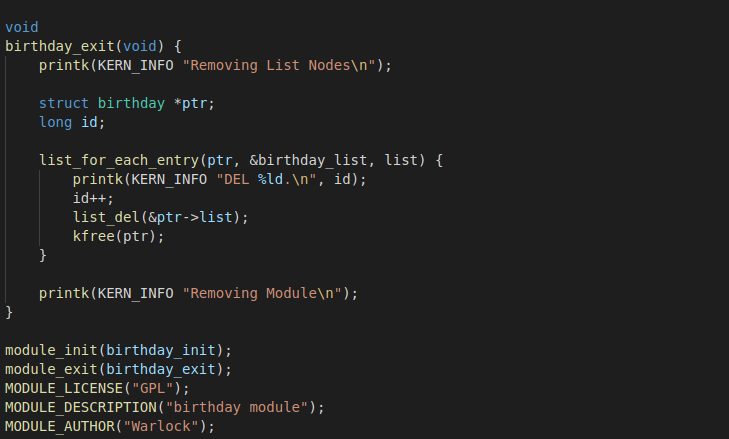 void
birthday_exit(void) {
    printk(KERN_INFO "Removing List Nodes\n");
    struct birthday *ptr;
    long id;
    list_for_each_entry(ptr, &birthday_list, list) {
        printk(KERN_INFO "DEL %ld.\n", id);
        id++;
        list_del(&ptr->list);
        kfree(ptr);
    }
    printk(KERN_INFO "Removing Module\n");
}
module_init(birthday_init);
module_exit(birthday_exit);
MODULE_LICENSE("GPL");
MODULE_DESCRIPTION("birthday module");
MODULE_AUTHOR("Warlock");